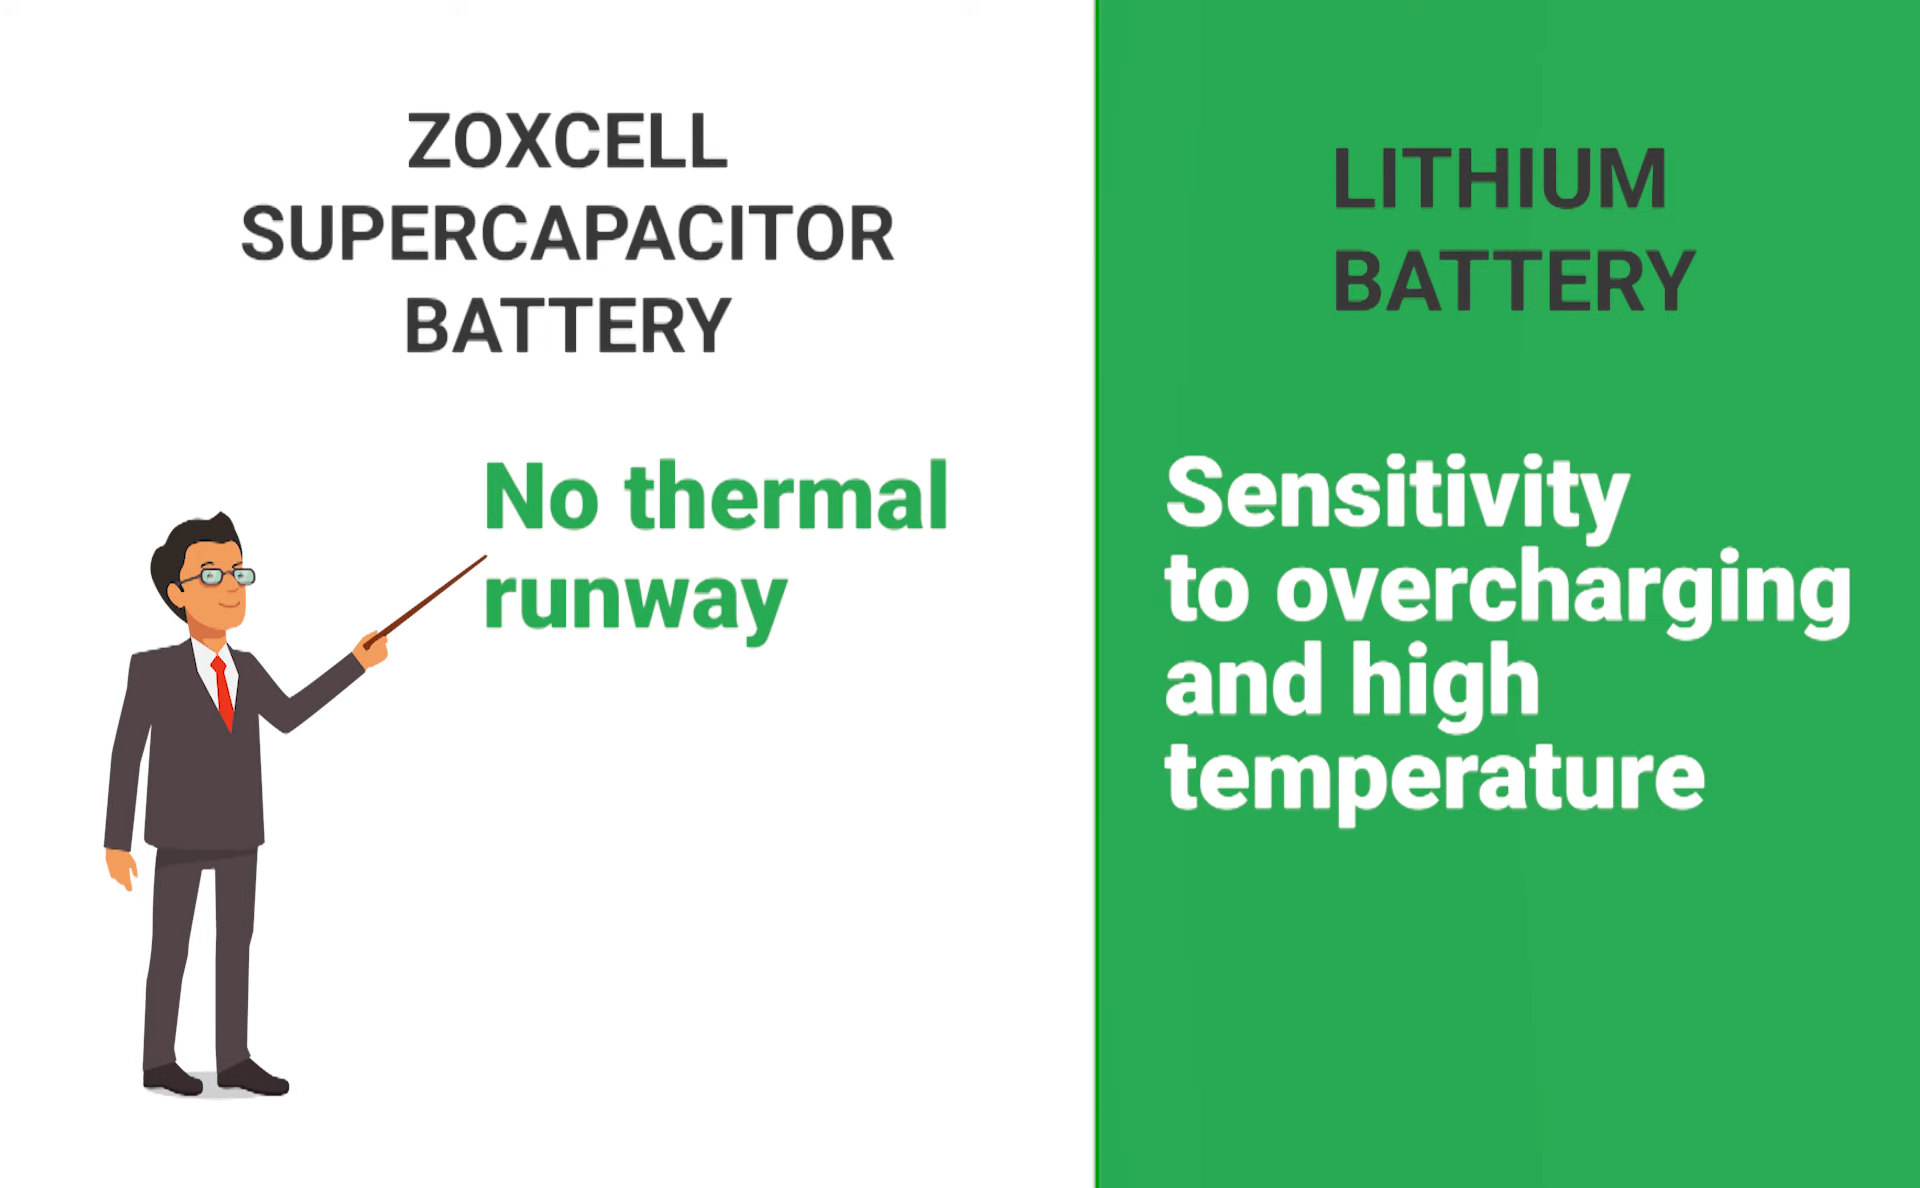 ZOXCELL
SUPERCAPACITOR
BATTERY
No thermal
runway
LITHIUM
BATTERY
Sensitivity
to overcharging
and high
temperature